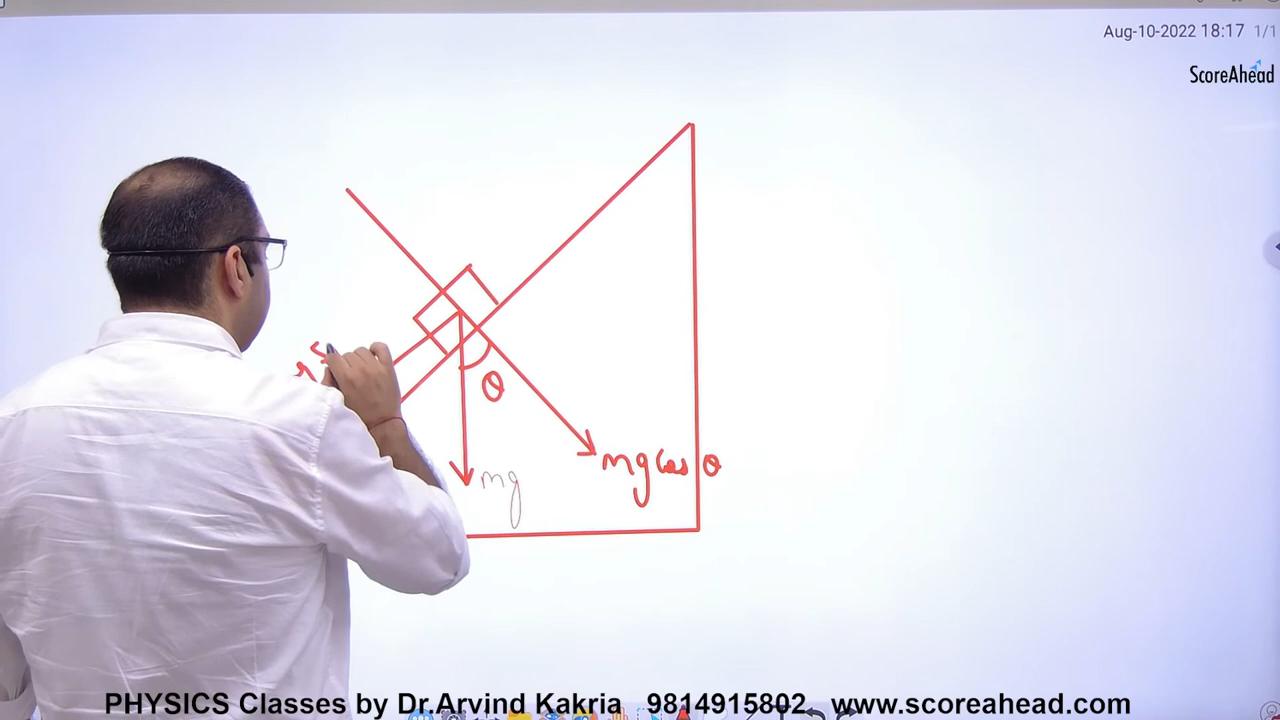 Aug-10-2022 18:17 1/1
ScoreAhead
θ
mg cos θ
mg
PHYSICS Classes by Dr.Arvind Kakria 9814915802 www.scoreahead.com